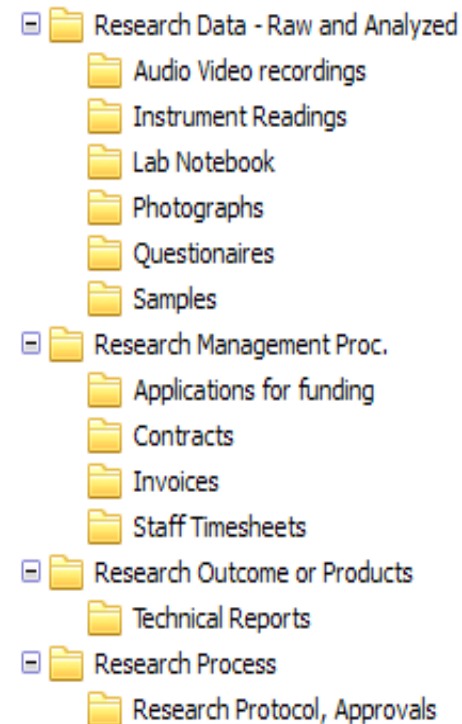 Research Data - Raw and Analyzed
Audio Video recordings
Instrument Readings
Lab Notebook
Photographs
Questionaires
Samples
Research Management Proc.
Applications for funding
Contracts
Invoices
Staff Timesheets
Research Outcome or Products
Technical Reports
Research Process
Research Protocol, Approvals